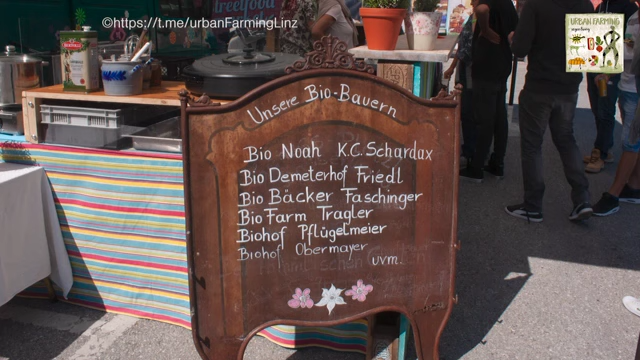 ©https://t.me/urbanFarmingLinz
streetfood
URBAN FARMING
Unsere Bio-Bauern
Bio Noah K.C. Schardax
Bio Demeterhof Friedl
Bio Bäcker Faschinger
Bio Farm Tragler
Biohof Pflügelmeier
Biohof Obermayer
uvm.